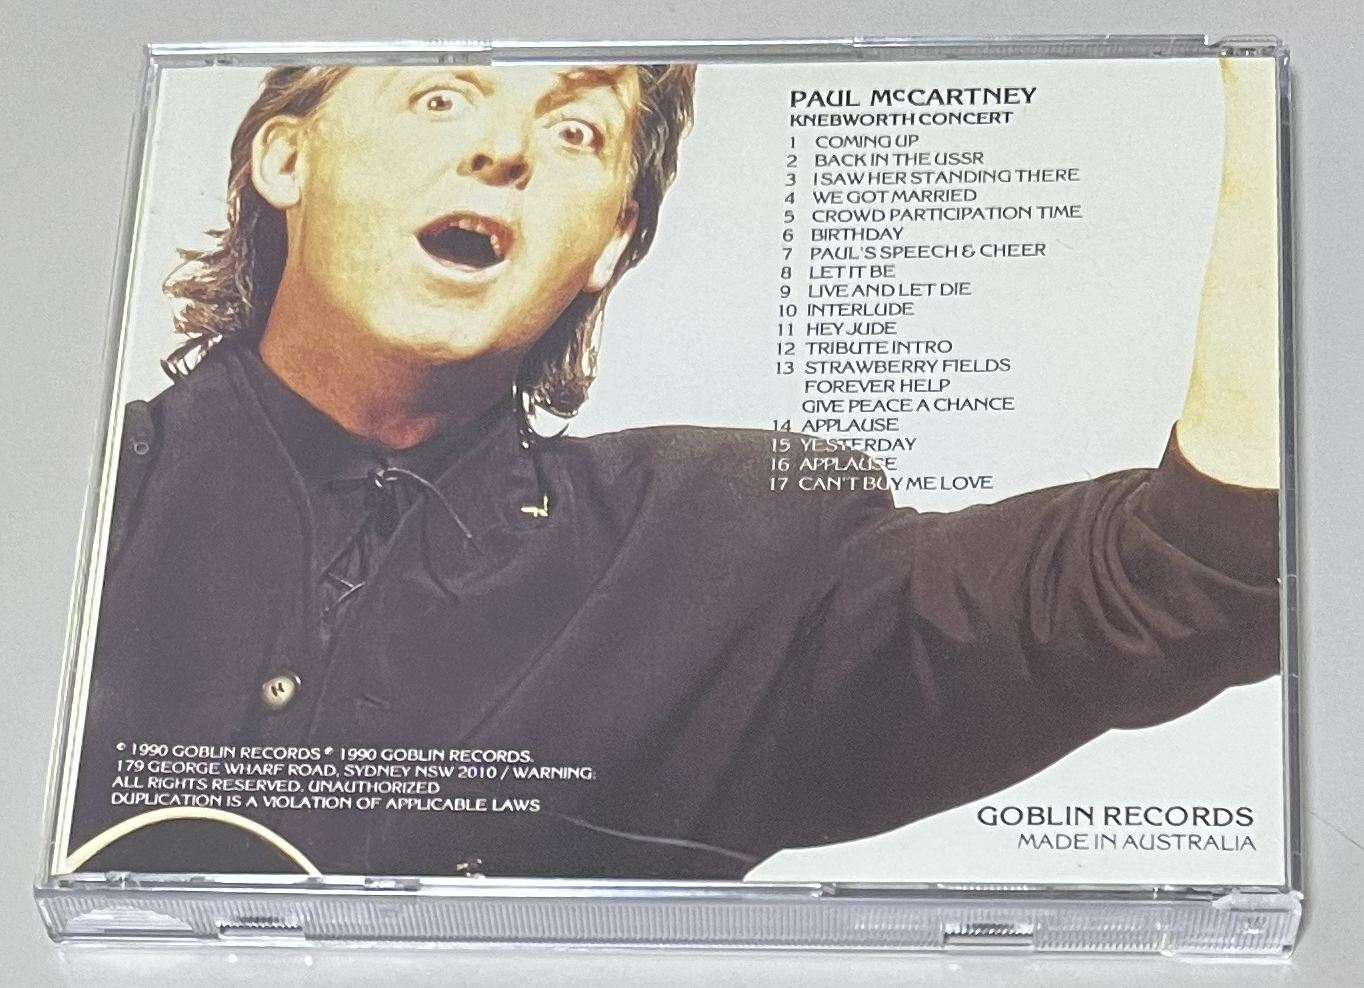 PAUL McCARTNEY
KNEBWORTH CONCERT
1 COMING UP
2 BACK IN THE USSR
3 I SAW HER STANDING THERE
4 WE GOT MARRIED
5 CROWD PARTICIPATION TIME
6 BIRTHDAY
7 PAUL'S SPEECH & CHEER
8 LET IT BE
9 LIVE AND LET DIE
10 INTERLUDE
11 HEY JUDE
12 TRIBUTE INTRO
13 STRAWBERRY FIELDS
FOREVER HELP
GIVE PEACE A CHANCE
14 APPLAUSE
15 YESTERDAY
16 APPLAUSE
17 CAN'T BUY ME LOVE
© 1990 GOBLIN RECORDS ℗ 1990 GOBLIN RECORDS.
179 GEORGE WHARF ROAD, SYDNEY NSW 2010 / WARNING:
ALL RIGHTS RESERVED. UNAUTHORIZED
DUPLICATION IS A VIOLATION OF APPLICABLE LAWS
GOBLIN RECORDS
MADE IN AUSTRALIA